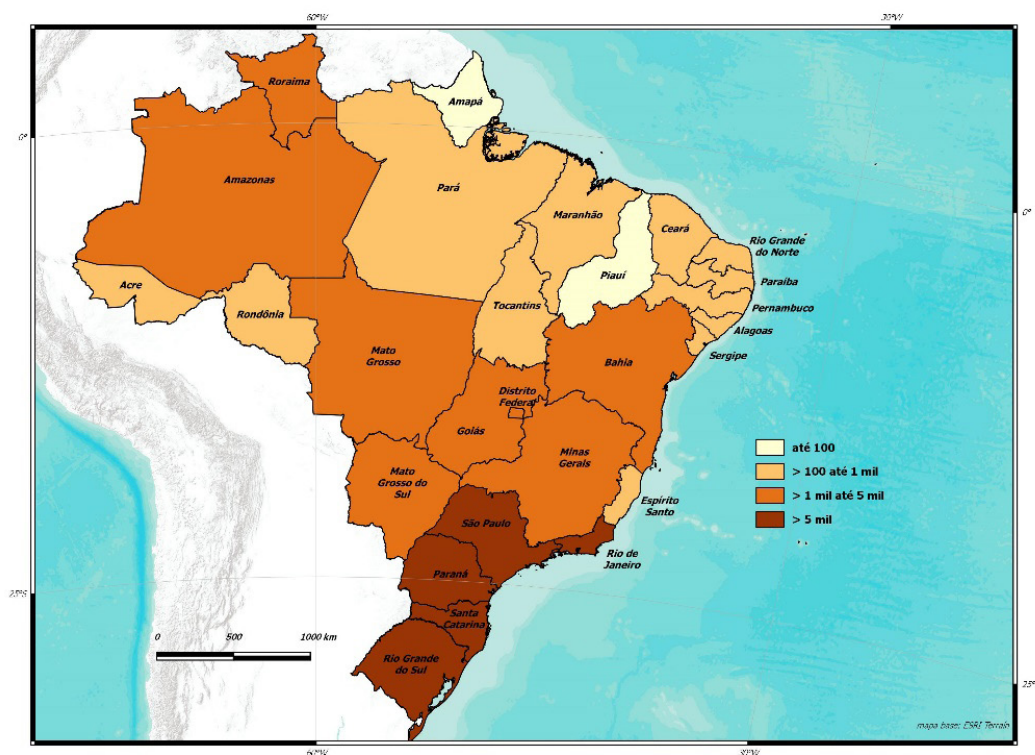 60°W
30°W
Roraima
Amapá
0°
Amazonas
Pará
Maranhão
Ceará
0°
Rio Grande
do Norte
Piauí
Paraíba
Acre
Tocantins
Pernambuco
Rondônia
Alagoas
Mato
Grosso
Bahia
Sergipe
Distrito
Federal
Goiás
Minas
Gerais
até 100
> 100 até 1 mil
> 1 mil até 5 mil
> 5 mil
Mato
Grosso
do Sul
Espírito
Santo
São Paulo
Rio de
Janeiro
Paraná
25°S
Santa
Catarina
0 500 1000 km
Rio Grande
do Sul
mapa base: ESRI Terrain
60°W
30°W